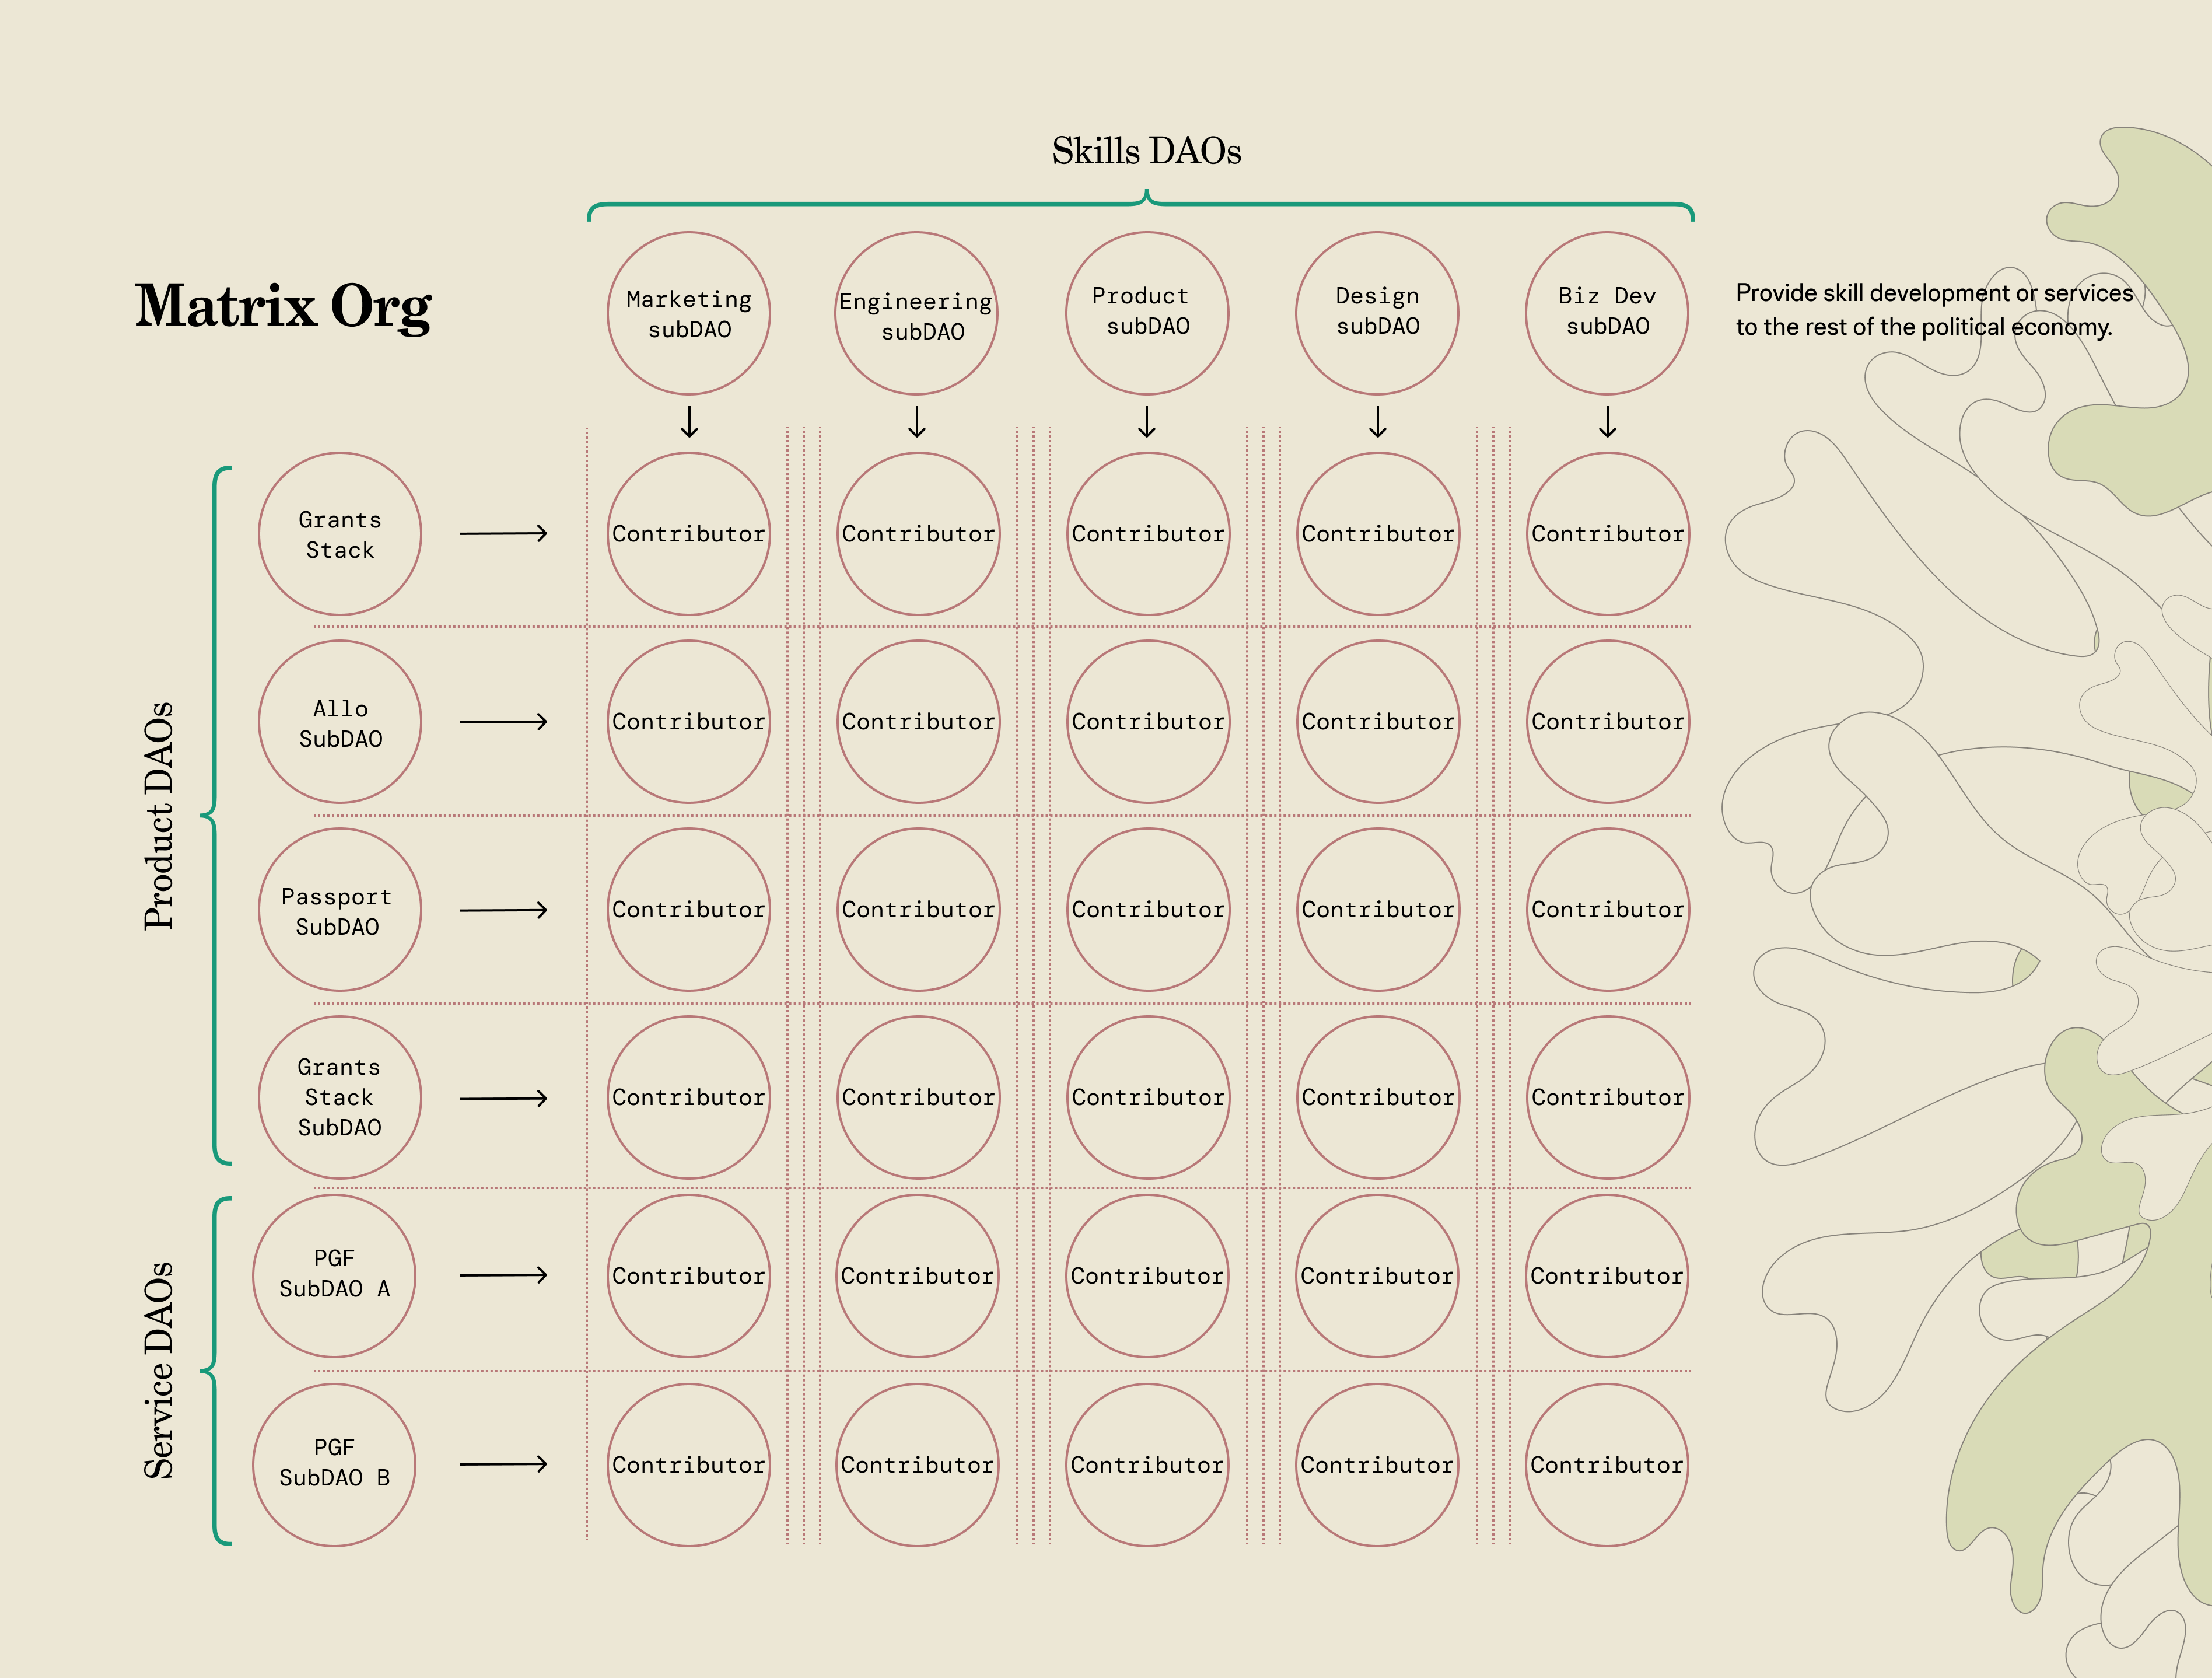 Skills DAOs
Matrix Org
Marketing
subDAO
Engineering
subDAO
Product
subDAO
Design
subDAO
Biz Dev
subDAO
Provide skill development or services
to the rest of the political economy.
Product DAOs
Grants
Stack
Contributor
Contributor
Contributor
Contributor
Contributor
Allo
SubDAO
Contributor
Contributor
Contributor
Contributor
Contributor
Passport
SubDAO
Contributor
Contributor
Contributor
Contributor
Contributor
Grants
Stack
SubDAO
Contributor
Contributor
Contributor
Contributor
Contributor
Service DAOs
PGF
SubDAO A
Contributor
Contributor
Contributor
Contributor
Contributor
PGF
SubDAO B
Contributor
Contributor
Contributor
Contributor
Contributor